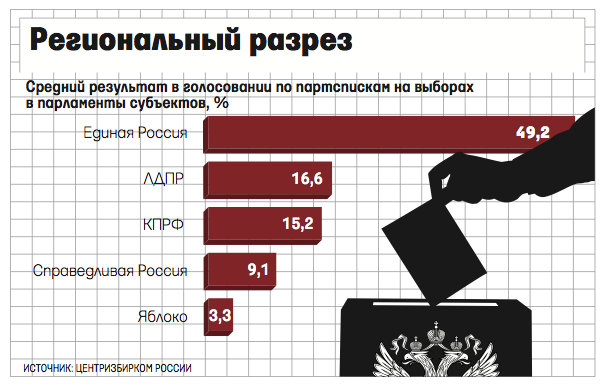 Региональный разрез
Средний результат в голосовании по партспискам на выборах
в парламенты субъектов, %
Единая Россия 49,2
ЛДПР 16,6
КПРФ 15,2
Справедливая Россия 9,1
Яблоко 3,3
ИСТОЧНИК: ЦЕНТРИЗБИРКОМ РОССИИ